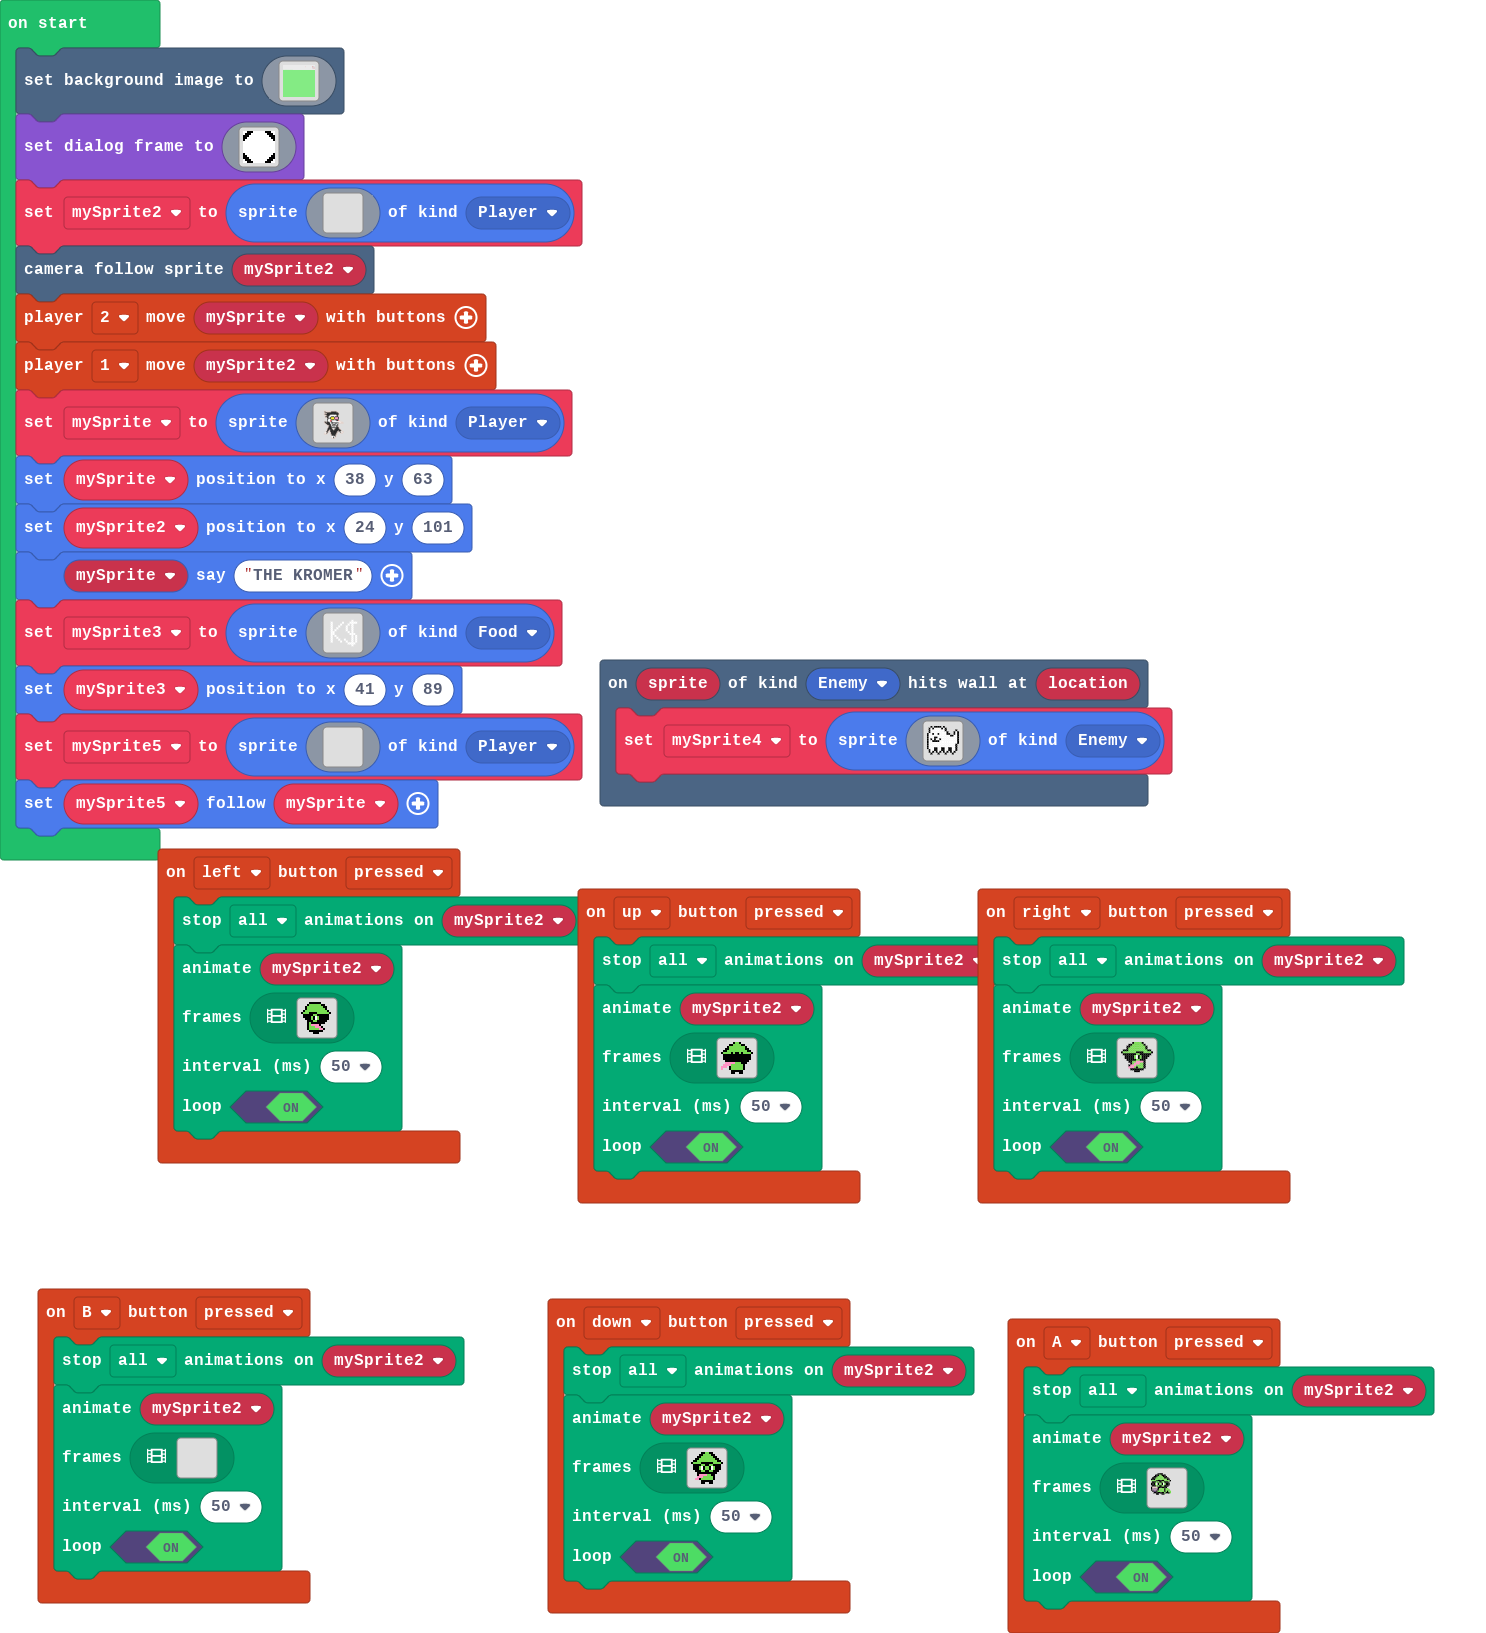 on start
set background image to
set dialog frame to
set mySprite2 to sprite of kind Player
camera follow sprite mySprite2
player 2 move mySprite with buttons
player 1 move mySprite2 with buttons
set mySprite to sprite of kind Player
set mySprite position to x 38 y 63
set mySprite2 position to x 24 y 101
mySprite say "THE KROMER"
set mySprite3 to sprite K$ of kind Food
set mySprite3 position to x 41 y 89
set mySprite5 to sprite of kind Player
set mySprite5 follow mySprite
on sprite of kind Enemy hits wall at location
set mySprite4 to sprite of kind Enemy
on left button pressed
stop all animations on mySprite2
animate mySprite2
frames
interval (ms) 50
loop ON
on up button pressed
stop all animations on mySprite2
animate mySprite2
frames
interval (ms) 50
loop ON
on right button pressed
stop all animations on mySprite2
animate mySprite2
frames
interval (ms) 50
loop ON
on B button pressed
stop all animations on mySprite2
animate mySprite2
frames
interval (ms) 50
loop ON
on down button pressed
stop all animations on mySprite2
animate mySprite2
frames
interval (ms) 50
loop ON
on A button pressed
stop all animations on mySprite2
animate mySprite2
frames
interval (ms) 50
loop ON